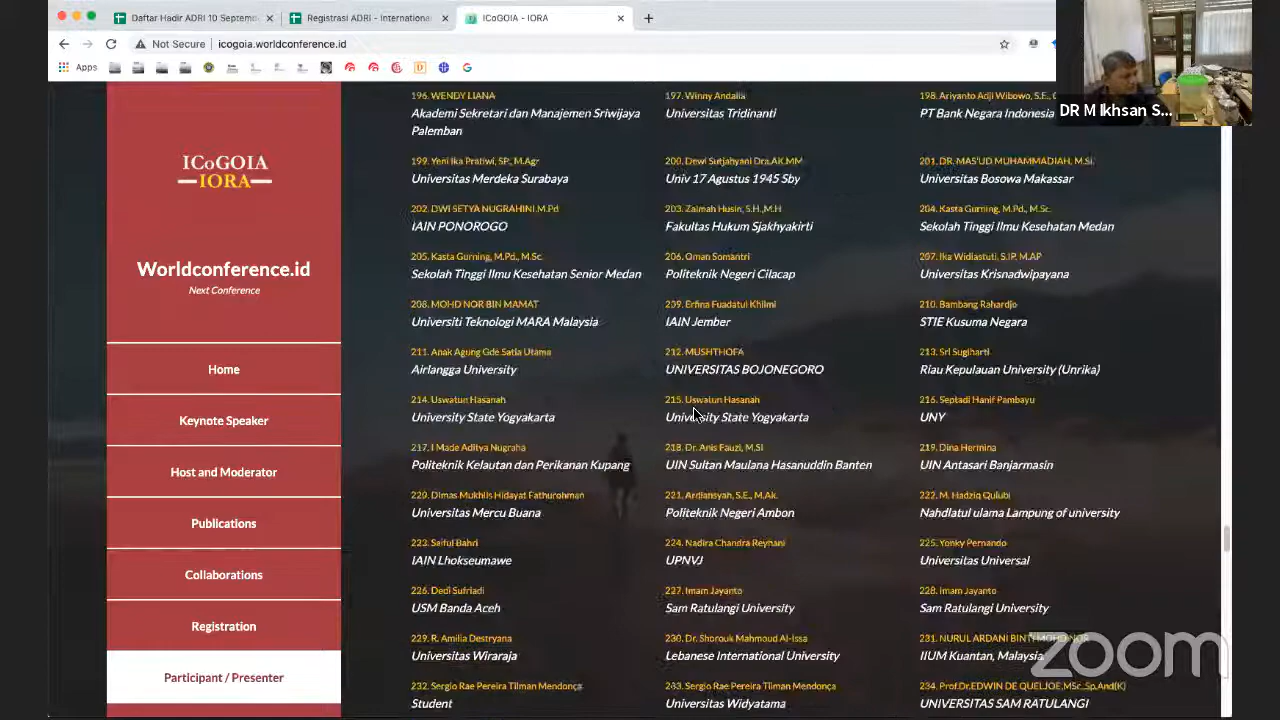 Daftar Hadir ADRI 10 Septemb
Registrasi ADRI - Internationa
ICoGOIA - IORA
Not Secure
icogoia.worldconference.id
Apps
DR M Ikhsan S...
ICoGOIA
IORA
Worldconference.id
Next Conference
Home
Keynote Speaker
Host and Moderator
Publications
Collaborations
Registration
Participant / Presenter
196. WENDY LIANA
Akademi Sekretari dan Manajemen Sriwijaya
Palemban
197. Winny Andalia
Universitas Tridinanti
198. Ariyanto Adji Wibowo, S.E.,
PT Bank Negara Indonesia
199. Yeni Ika Pratiwi, SP., M.Agr
Universitas Merdeka Surabaya
200. Dewi Sutjahyani Dra.AK.MM
Univ 17 Agustus 1945 Sby
201. DR. MAS'UD MUHAMMADIAH, M.Si.
Universitas Bosowa Makassar
202. DWI SETYA NUGRAHINI.M.Pd
IAIN PONOROGO
203. Zalmah Husin, S.H.,M.H
Fakultas Hukum Sjakhyakirti
204. Kasta Gurning, M.Pd., M.Sc.
Sekolah Tinggi Ilmu Kesehatan Medan
205. Kasta Gurning, M.Pd., M.Sc.
Sekolah Tinggi Ilmu Kesehatan Senior Medan
206. Oman Somantri
Politeknik Negeri Cilacap
207. Ika Widiastuti, S.IP, M.AP
Universitas Krisnadwipayana
208. MOHD NOR BIN MAMAT
Universiti Teknologi MARA Malaysia
209. Erfina Fuadatul Khilmi
IAIN Jember
210. Bambang Rahardjo
STIE Kusuma Negara
211. Anak Agung Gde Satia Utama
Airlangga University
212. MUSHTHOFA
UNIVERSITAS BOJONEGORO
213. Sri Sugiharti
Riau Kepulauan University (Unrika)
214. Uswatun Hasanah
University State Yogyakarta
215. Uswatun Hasanah
University State Yogyakarta
216. Septadi Hanif Pambayu
UNY
217. I Made Aditya Nugraha
Politeknik Kelautan dan Perikanan Kupang
218. Dr. Anis Fauzi, M.SI
UIN Sultan Maulana Hasanuddin Banten
219. Dina Hermina
UIN Antasari Banjarmasin
220. Dimas Mukhlis Hidayat Fathurohman
Universitas Mercu Buana
221. Ardiansyah, S.E., M.Ak.
Politeknik Negeri Ambon
222. M. Hadziq Qulubi
Nahdlatul ulama Lampung of university
223. Saiful Bahri
IAIN Lhokseumawe
224. Nadira Chandra Reyhani
UPNVJ
225. Yonky Pernando
Universitas Universal
226. Dedi Sufriadi
USM Banda Aceh
227. Imam Jayanto
Sam Ratulangi University
228. Imam Jayanto
Sam Ratulangi University
229. R. Amilia Destryana
Universitas Wiraraja
230. Dr. Shorouk Mahmoud Al-Issa
Lebanese International University
231. NURUL ARDANI BINTI MOHD NOR
IIUM Kuantan, Malaysia
232. Sergio Rae Pereira Tilman Mendonça
Student
233. Sergio Rae Pereira Tilman Mendonça
Universitas Widyatama
234. Prof.Dr.EDWIN DE QUELJOE,MSc.,Sp.And(K)
UNIVERSITAS SAM RATULANGI
zoom